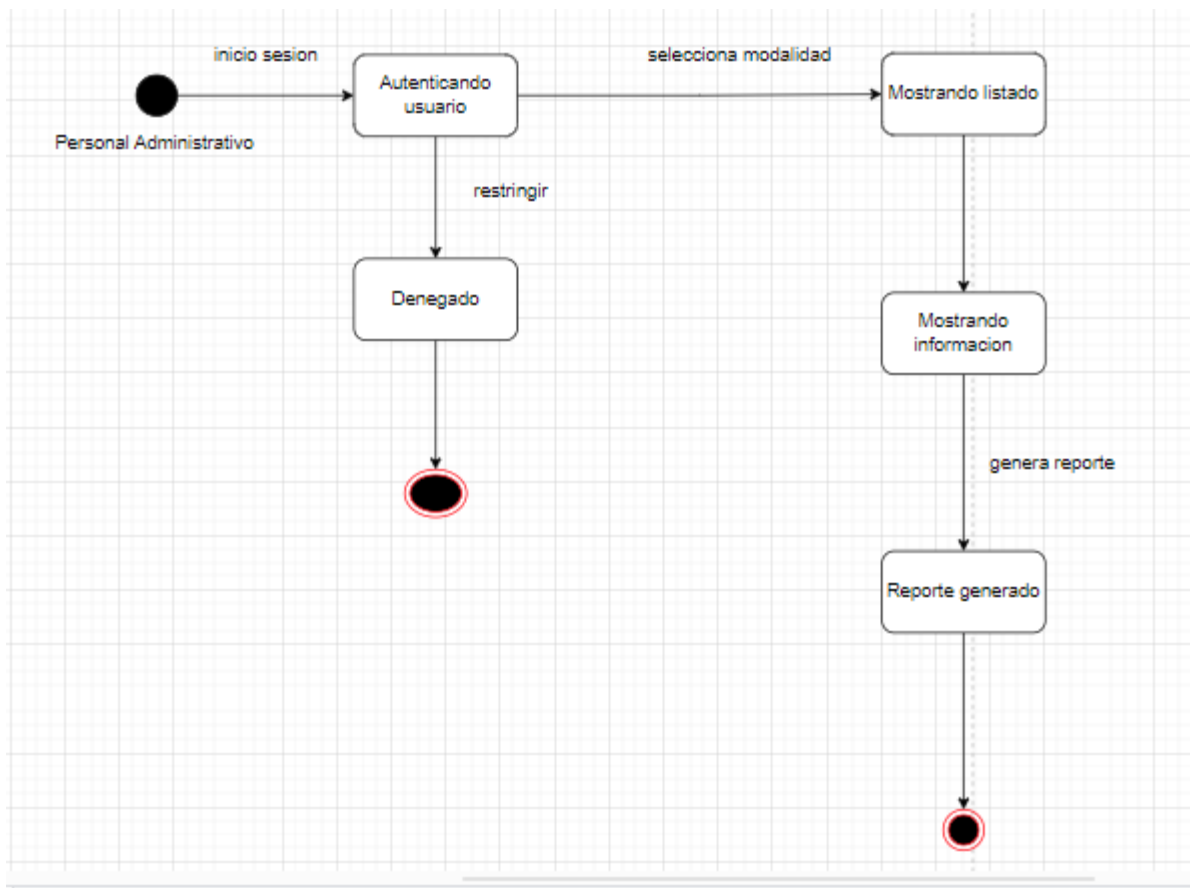 inicio sesion
selecciona modalidad
Autenticando
usuario
Mostrando listado
Personal Administrativo
restringir
Denegado
Mostrando
informacion
genera reporte
Reporte generado